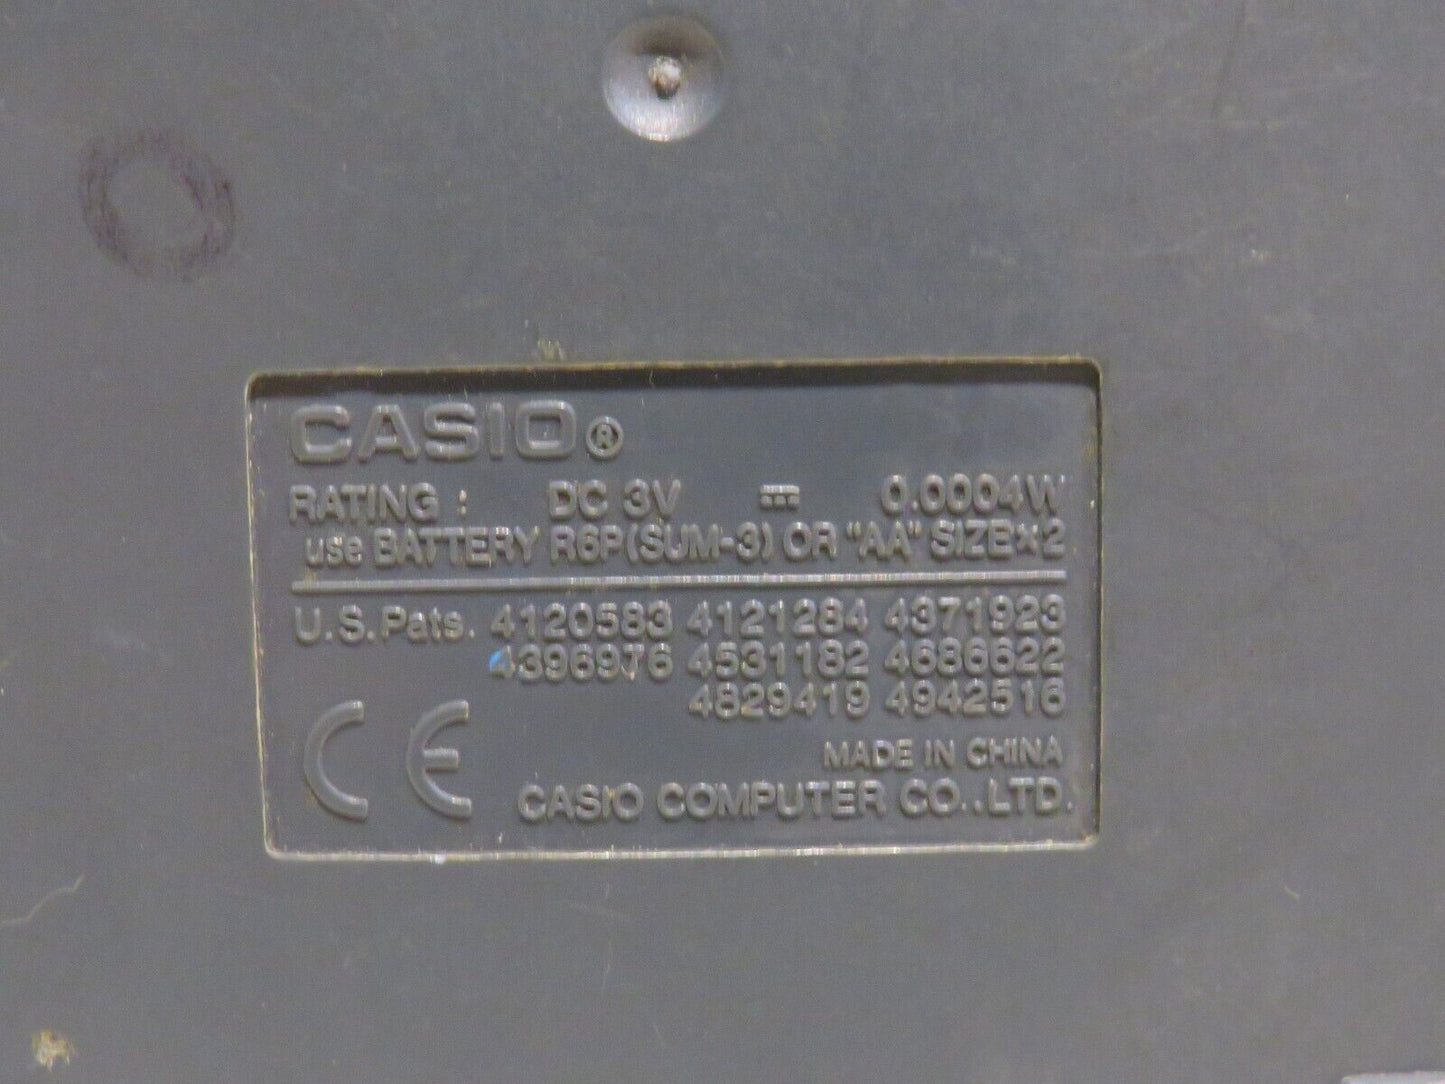 CASIO®
RATING : DC 3V ⎓ 0.0004W
use BATTERY R6P(SUM-3) OR "AA" SIZE×2
U.S.Pats. 4120583 4121284 4371923
4396976 4531182 4686622
4829419 4942516
CE
MADE IN CHINA
CASIO COMPUTER CO.,LTD.